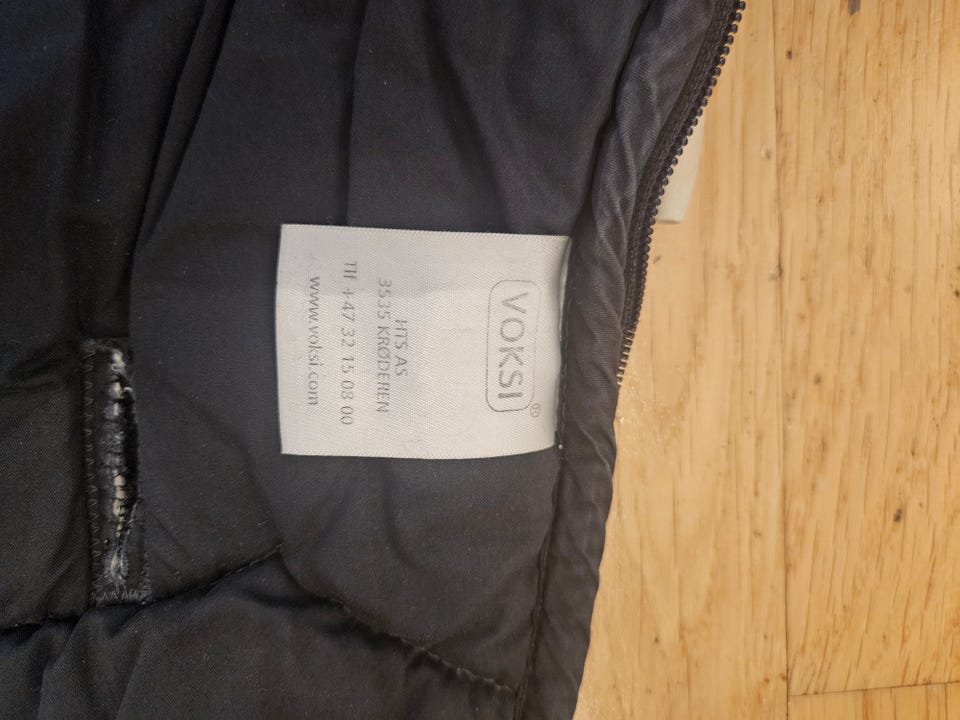 VOKSI®
HTS AS
3535 KRØDEREN
Tlf +47 32 15 08 00
www.voksi.com